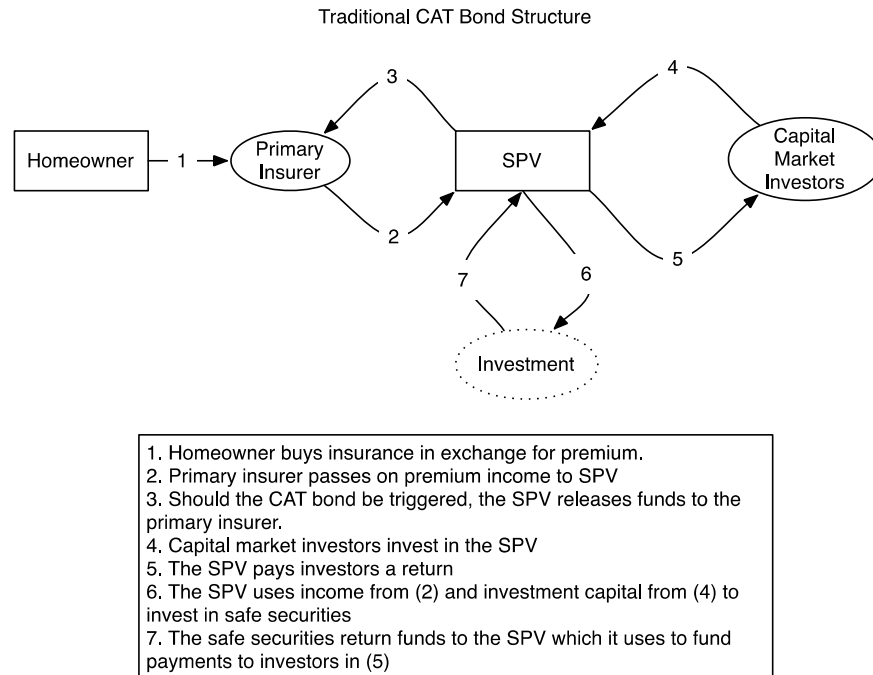 Traditional CAT Bond Structure
3
4
Homeowner
1
Primary
Insurer
SPV
Capital
Market
Investors
2
5
7
6
Investment
1. Homeowner buys insurance in exchange for premium.
2. Primary insurer passes on premium income to SPV
3. Should the CAT bond be triggered, the SPV releases funds to the
primary insurer.
4. Capital market investors invest in the SPV
5. The SPV pays investors a return
6. The SPV uses income from (2) and investment capital from (4) to
invest in safe securities
7. The safe securities return funds to the SPV which it uses to fund
payments to investors in (5)